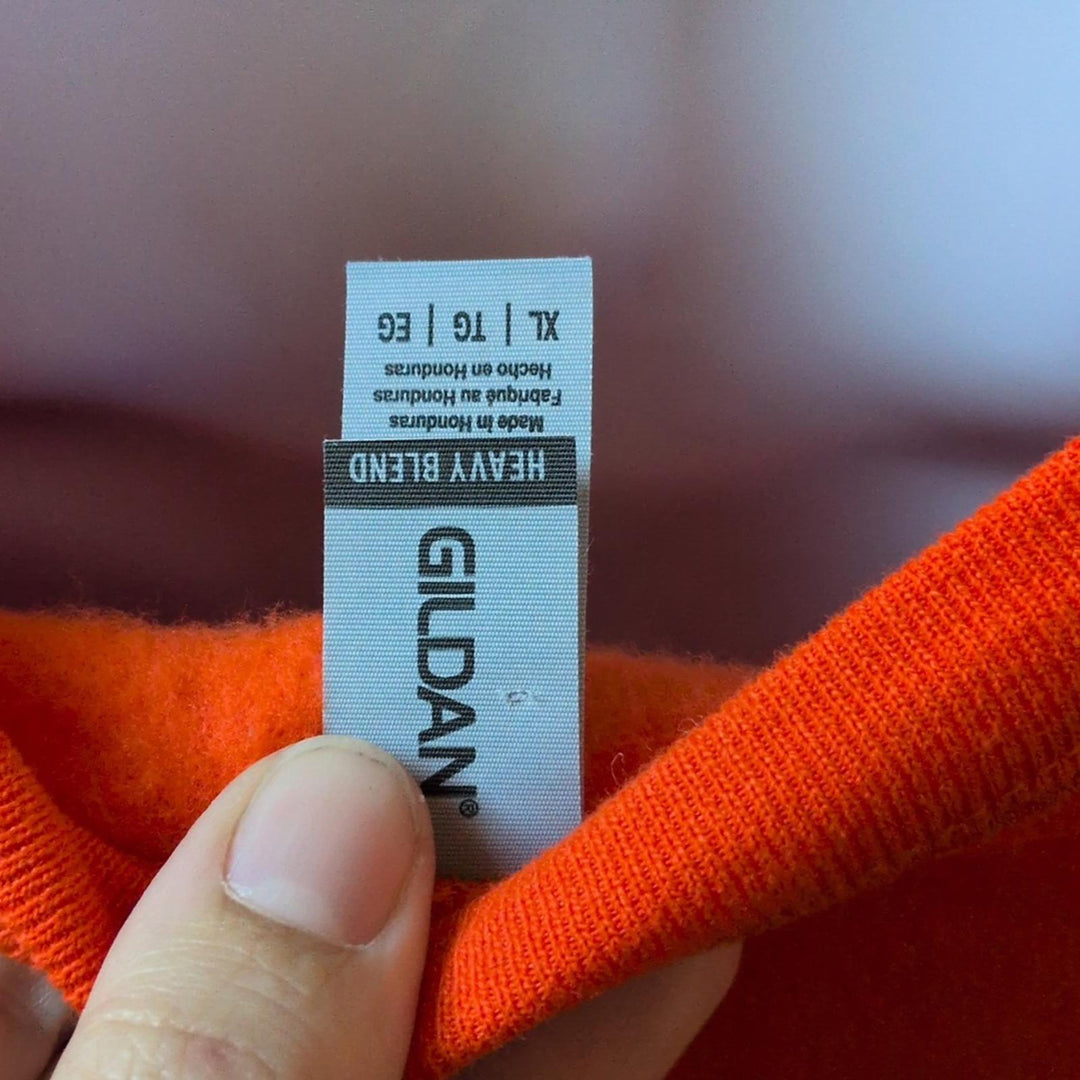 GILDAN®
HEAVY BLEND
Made in Honduras
Fabriqué au Honduras
Hecho en Honduras
XL | TG | EG